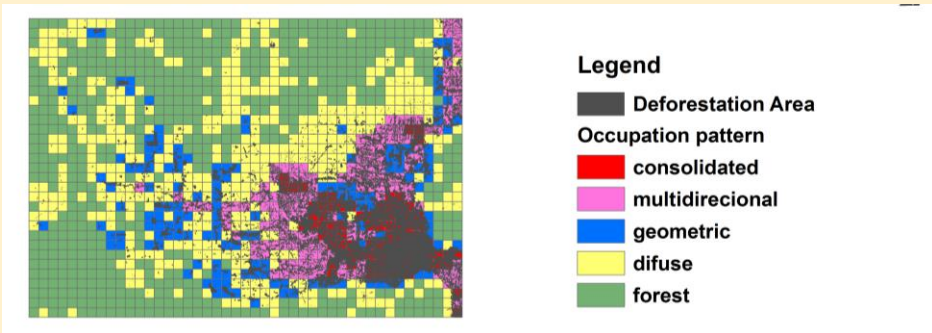 Legend
Deforestation Area
Occupation pattern
consolidated
multidirecional
geometric
difuse
forest